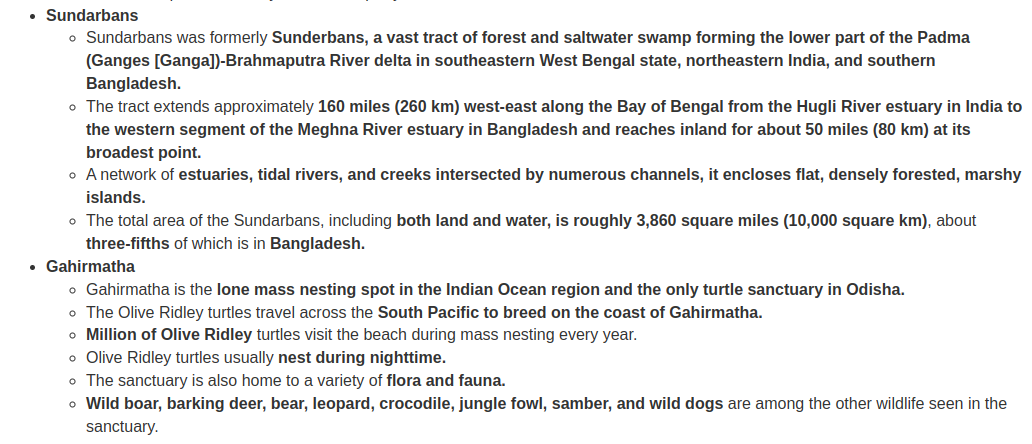 Sundarbans
Sundarbans was formerly Sunderbans, a vast tract of forest and saltwater swamp forming the lower part of the Padma
(Ganges [Ganga])-Brahmaputra River delta in southeastern West Bengal state, northeastern India, and southern
Bangladesh.
The tract extends approximately 160 miles (260 km) west-east along the Bay of Bengal from the Hugli River estuary in India to
the western segment of the Meghna River estuary in Bangladesh and reaches inland for about 50 miles (80 km) at its
broadest point.
A network of estuaries, tidal rivers, and creeks intersected by numerous channels, it encloses flat, densely forested, marshy
islands.
The total area of the Sundarbans, including both land and water, is roughly 3,860 square miles (10,000 square km), about
three-fifths of which is in Bangladesh.
Gahirmatha
Gahirmatha is the lone mass nesting spot in the Indian Ocean region and the only turtle sanctuary in Odisha.
The Olive Ridley turtles travel across the South Pacific to breed on the coast of Gahirmatha.
Million of Olive Ridley turtles visit the beach during mass nesting every year.
Olive Ridley turtles usually nest during nighttime.
The sanctuary is also home to a variety of flora and fauna.
Wild boar, barking deer, bear, leopard, crocodile, jungle fowl, samber, and wild dogs are among the other wildlife seen in the
sanctuary.